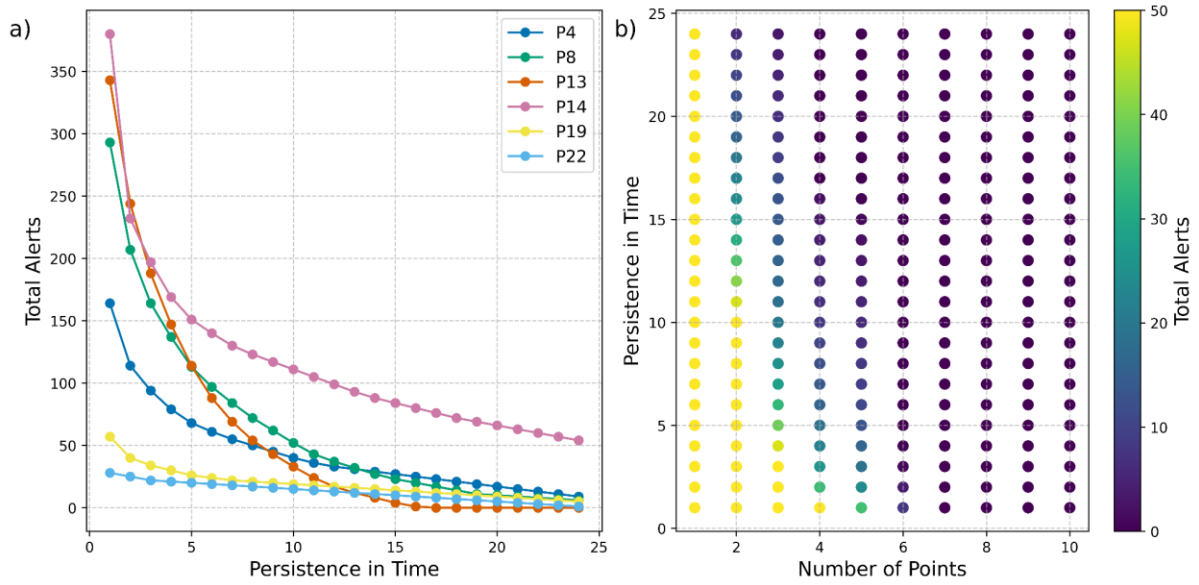 a)
350
300
250
200
150
100
50
0
Total Alerts
0 5 10 15 20 25
Persistence in Time
P4
P8
P13
P14
P19
P22
b)
25
20
15
10
5
0
Persistence in Time
2 4 6 8 10
Number of Points
50
40
30
20
10
0
Total Alerts